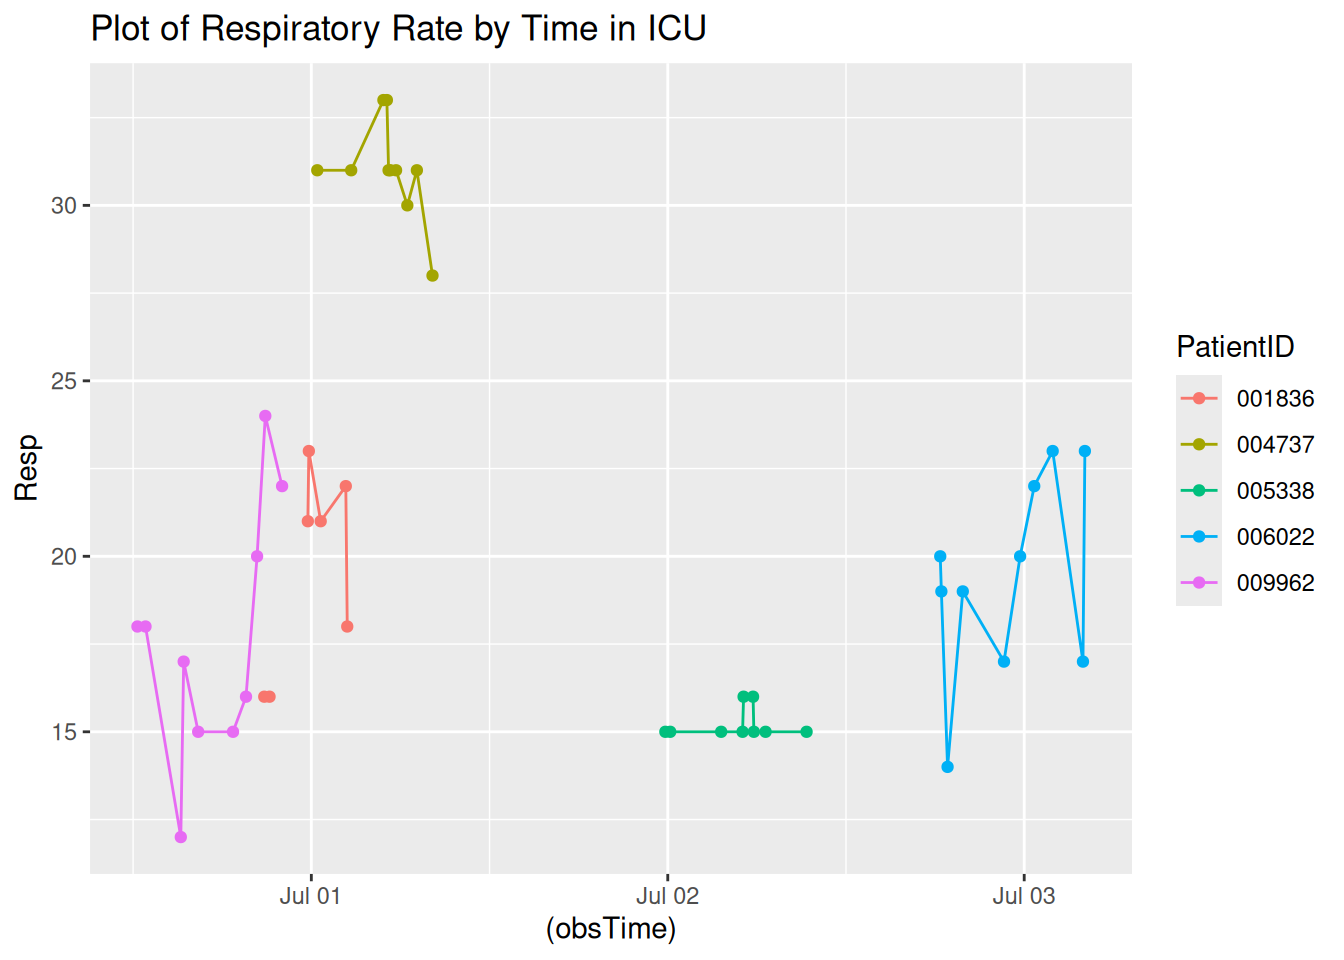 Plot of Respiratory Rate by Time in ICU
Resp
30
25
20
15
Jul 01
Jul 02
Jul 03
(obsTime)
PatientID
001836
004737
005338
006022
009962